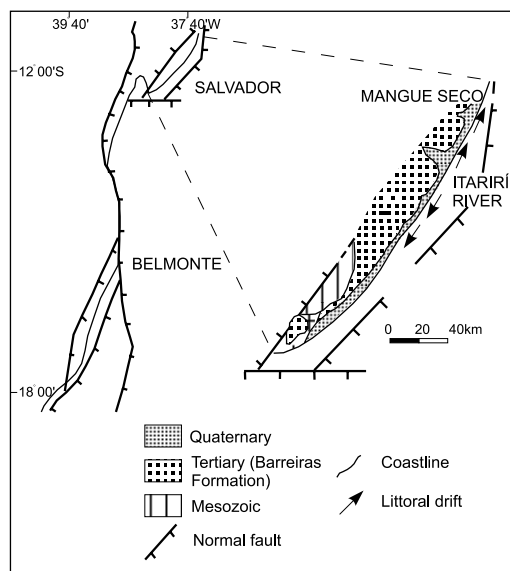 39°40' 37°40'W
12°00'S
SALVADOR
MANGUE SECO
ITARIRÍ
RIVER
BELMONTE
0 20 40km
18°00'
Quaternary
Tertiary (Barreiras
Formation)
Coastline
Mesozoic
Littoral drift
Normal fault